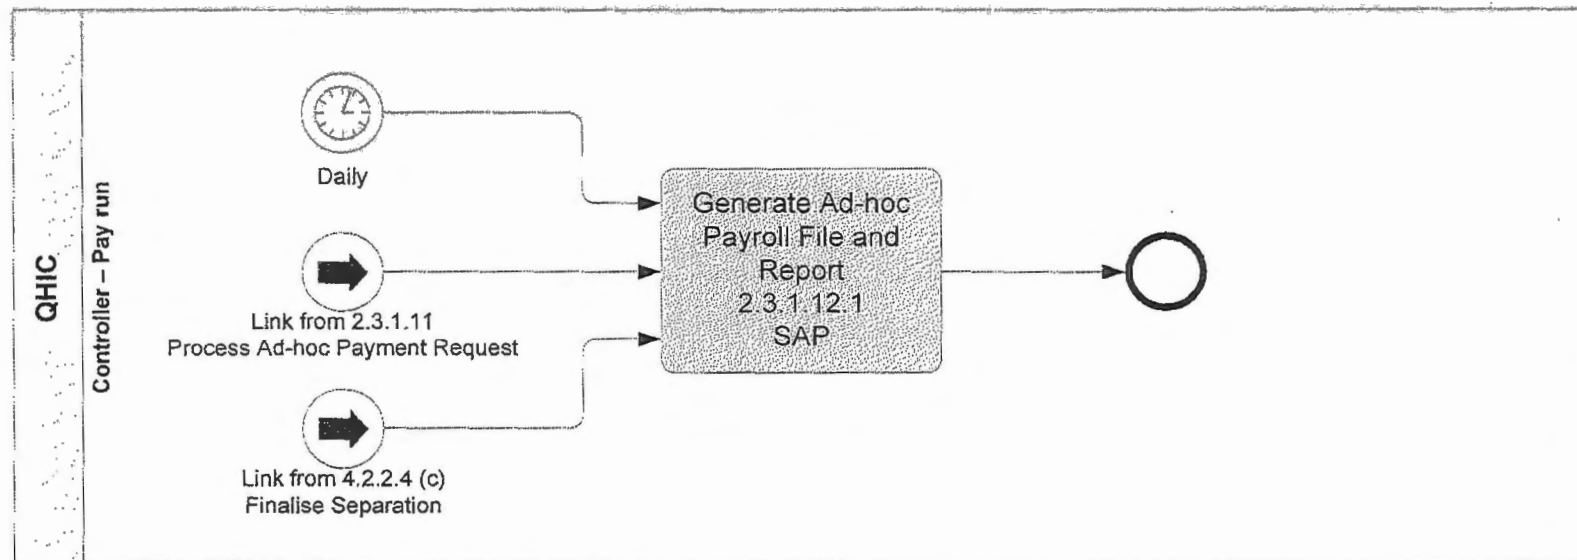 QHIC
Controller – Pay run
Daily
Link from 2.3.1.11
Process Ad-hoc Payment Request
Link from 4.2.2.4 (c)
Finalise Separation
Generate Ad-hoc
Payroll File and
Report
2.3.1.12.1
SAP